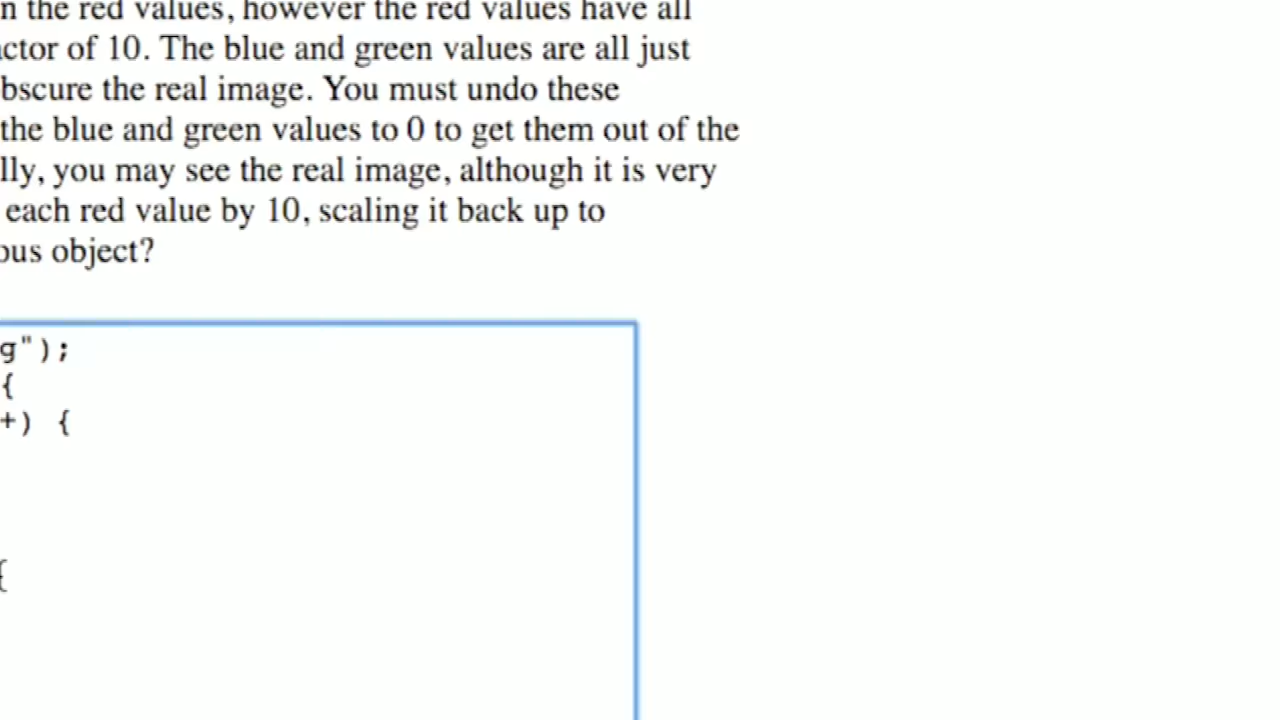 n the red values, however the red values have all
ctor of 10. The blue and green values are all just
bscure the real image. You must undo these
the blue and green values to 0 to get them out of the
lly, you may see the real image, although it is very
each red value by 10, scaling it back up to
ous object?
g");
{
+) {
{